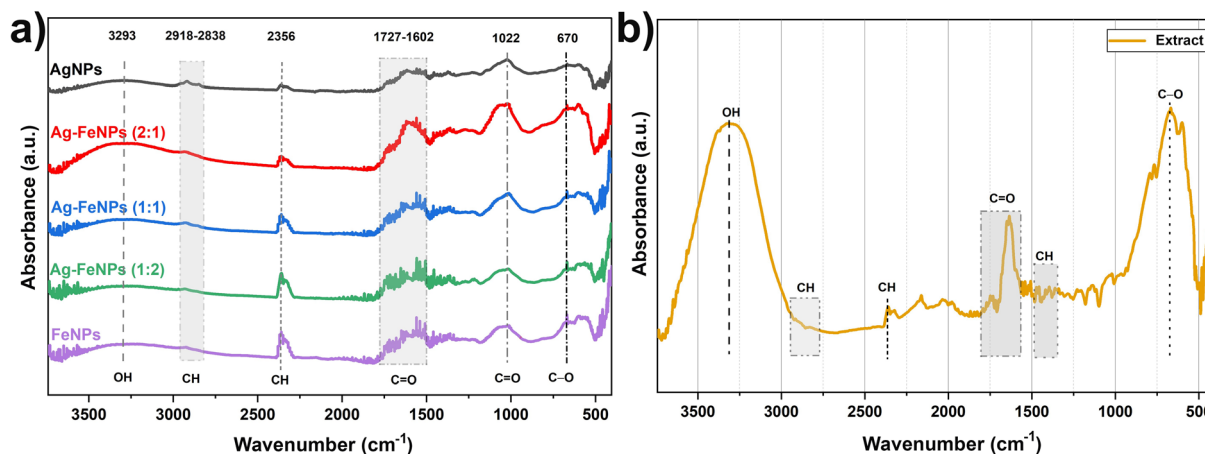 a)
3293 2918-2838 2356 1727-1602 1022 670
AgNPs
Ag-FeNPs (2:1)
Ag-FeNPs (1:1)
Ag-FeNPs (1:2)
FeNPs
OH CH CH C=O C=O C–O
Absorbance (a.u.)
3500 3000 2500 2000 1500 1000 500
Wavenumber (cm⁻¹)
b)
Extract
OH
CH
CH
C=O
CH
C–O
Absorbance (a.u.)
3500 3000 2500 2000 1500 1000 500
Wavenumber (cm⁻¹)